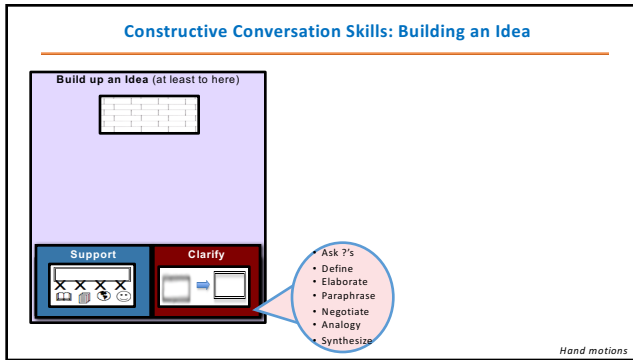 Constructive Conversation Skills: Building an Idea
Build up an Idea (at least to here)
Support
Clarify
X X X X
• Ask ?'s
• Define
• Elaborate
• Paraphrase
• Negotiate
• Analogy
• Synthesize
Hand motions